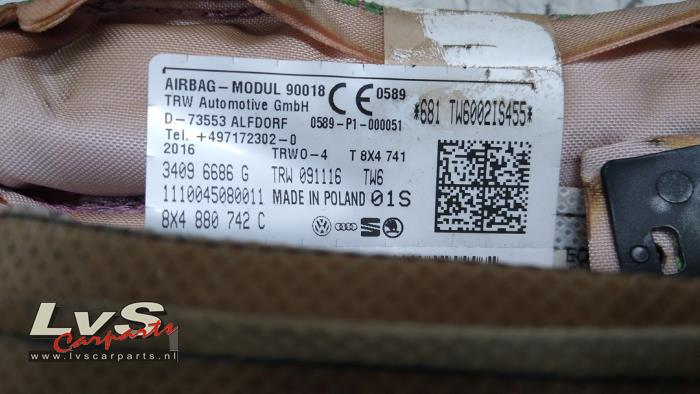 AIRBAG-MODUL 90018 CE 0589
TRW Automotive GmbH
D-73553 ALFDORF 0589-P1-000051
Tel. +497172302-0
2016 TRWO-4 T 8X4 741
3409 6686 G TRW 091116 TW6
1110045080011 MADE IN POLAND 01S
8X4 880 742 C
*681 TW6002IS455*
LvS
Carparts
www.lvscarparts.nl